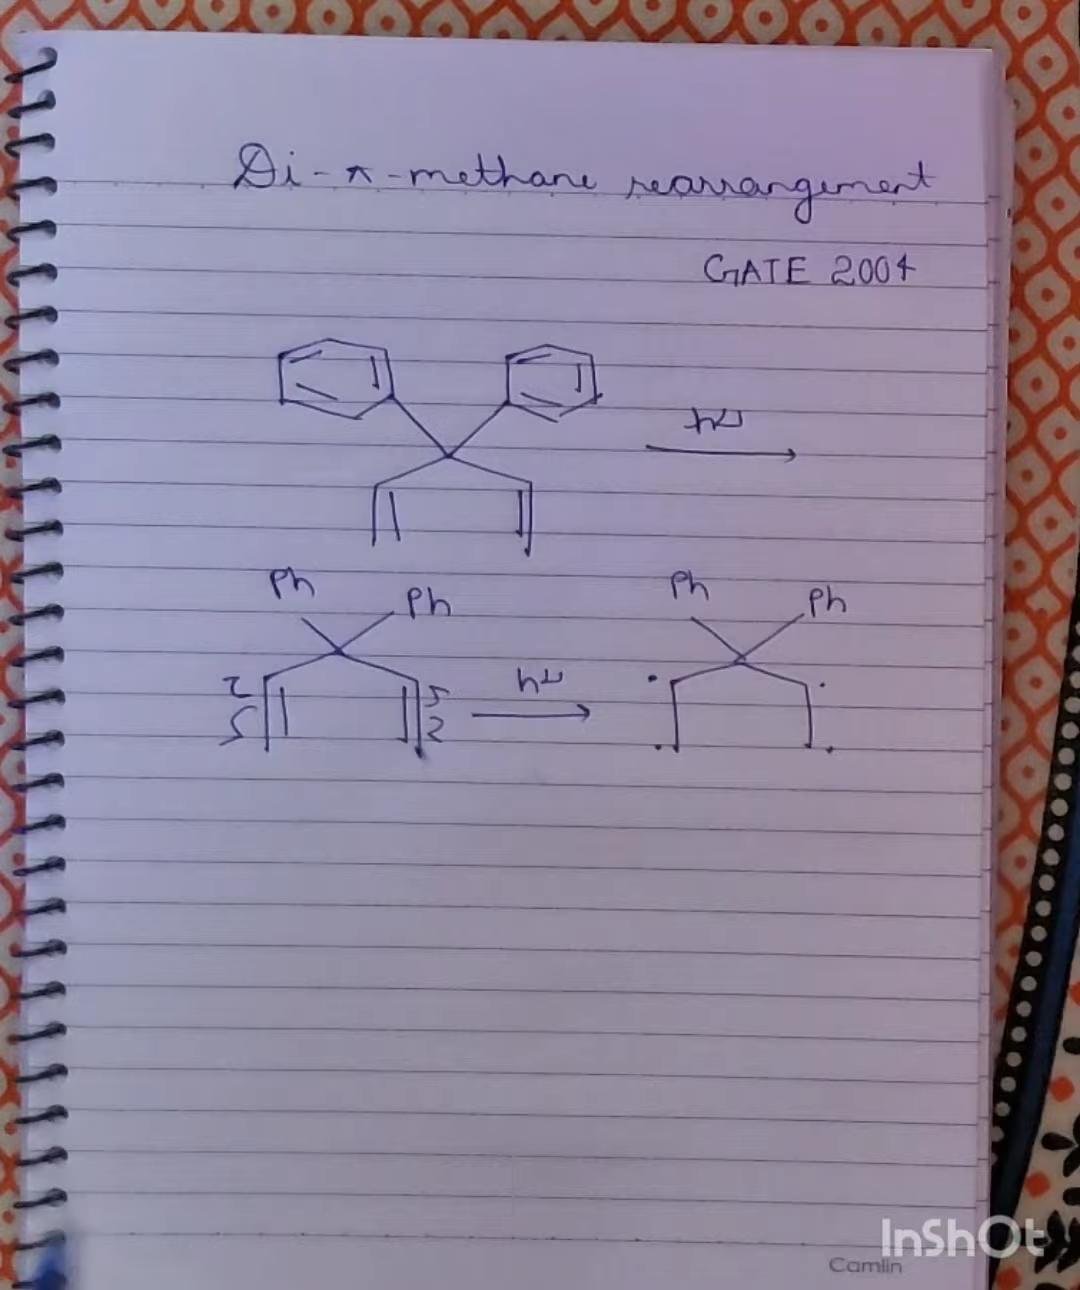 Di-π-methane rearrangement
GATE 2004
hν
Ph
Ph
hν
Ph
Ph
InShOt
Camlin